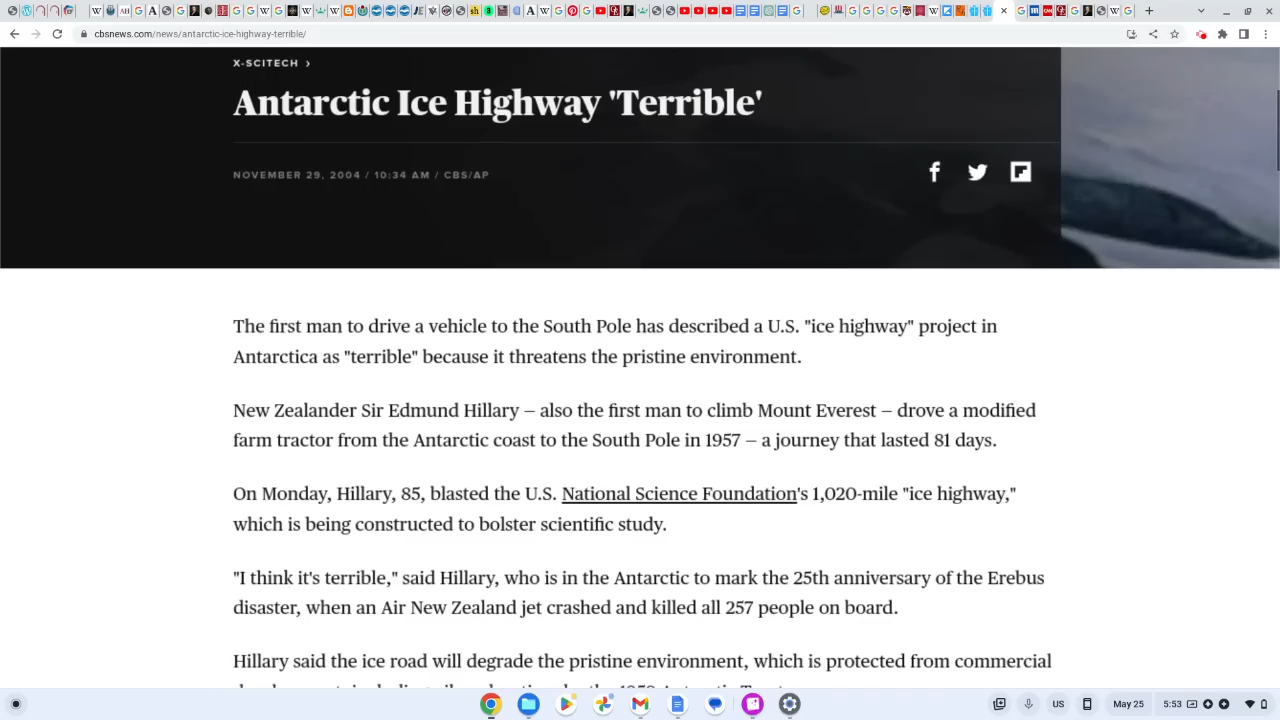 cbsnews.com/news/antarctic-ice-highway-terrible/
X-SCITECH ›
Antarctic Ice Highway 'Terrible'
NOVEMBER 29, 2004 / 10:34 AM / CBS/AP
The first man to drive a vehicle to the South Pole has described a U.S. "ice highway" project in
Antarctica as "terrible" because it threatens the pristine environment.
New Zealander Sir Edmund Hillary — also the first man to climb Mount Everest — drove a modified
farm tractor from the Antarctic coast to the South Pole in 1957 — a journey that lasted 81 days.
On Monday, Hillary, 85, blasted the U.S. National Science Foundation's 1,020-mile "ice highway,"
which is being constructed to bolster scientific study.
"I think it's terrible," said Hillary, who is in the Antarctic to mark the 25th anniversary of the Erebus
disaster, when an Air New Zealand jet crashed and killed all 257 people on board.
Hillary said the ice road will degrade the pristine environment, which is protected from commercial
US May 25 5:53